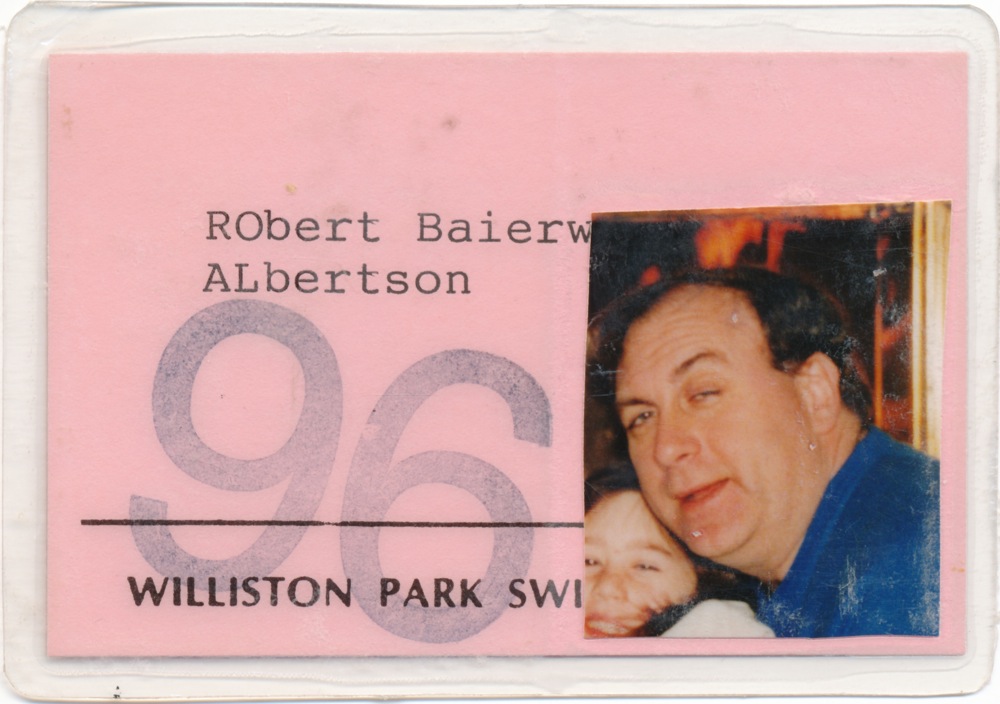 RObert Baierw
ALbertson
96
WILLISTON PARK SWI